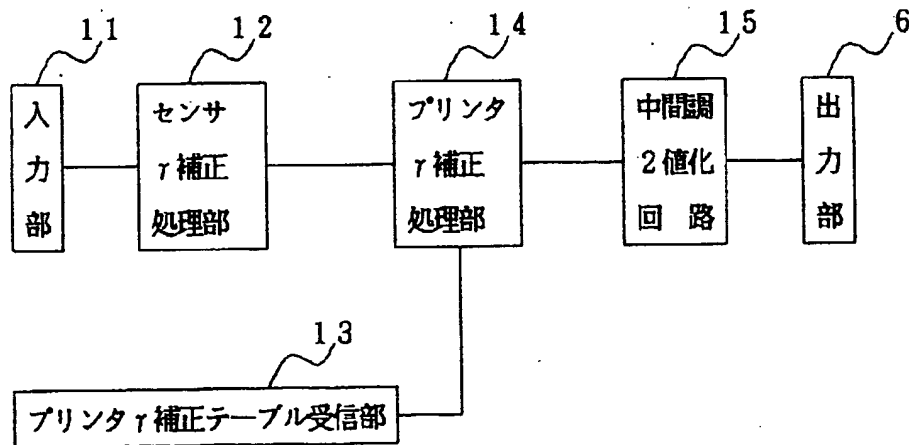 11
12
14
15
6
入力部
センサ
γ補正
処理部
プリンタ
γ補正
処理部
中間調
2値化
回路
出力部
13
プリンタγ補正テーブル受信部